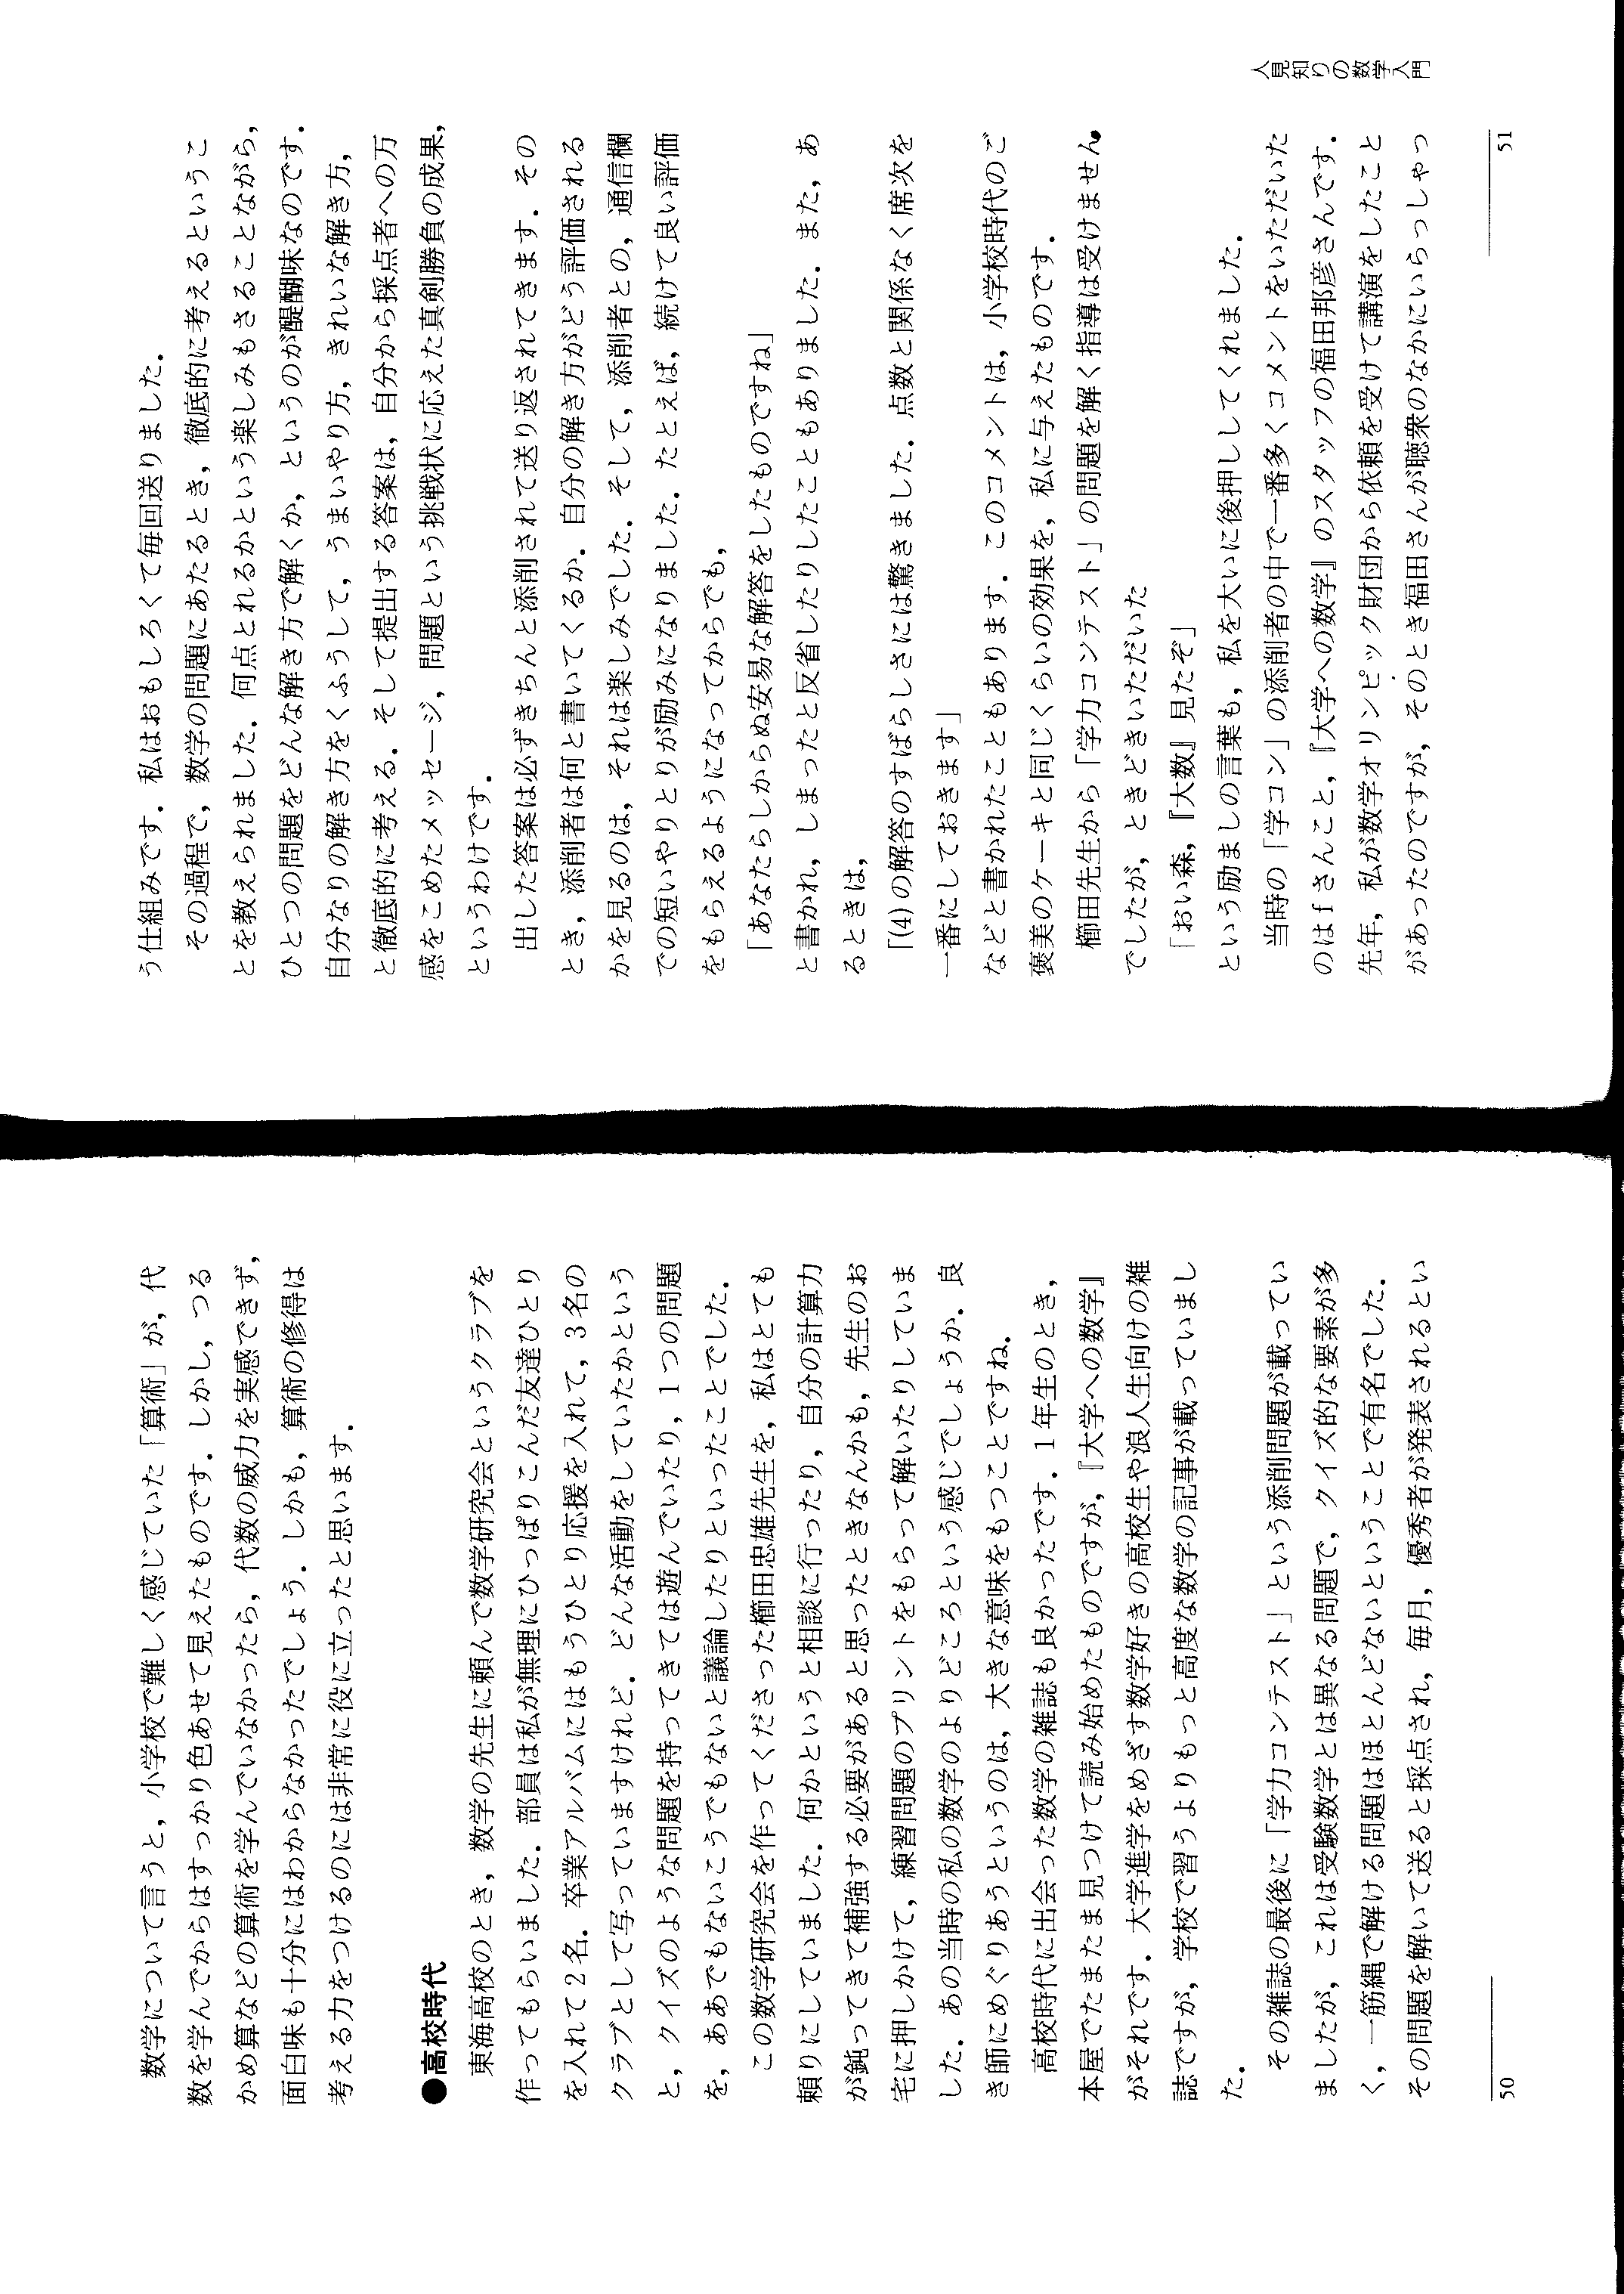 数学について言うと，小学校で難しく感じていた「算術」が，代
数を学んでからはすっかり色あせて見えたものです．しかし，つる
かめ算などの算術を学んでいなかったら，代数の威力を実感できず，
面白味も十分にはわからなかったでしょう．しかも，算術の修得は
考える力をつけるのには非常に役に立ったと思います．
●高校時代
東海高校のとき，数学の先生に頼んで数学研究会というクラブを
作ってもらいました．部員は私が無理にひっぱりこんだ友達ひとり
を入れて2名．卒業アルバムにはもうひとり応援を入れて，3名の
クラブとして写っていますけれど．どんな活動をしていたかという
と，クイズのような問題を持ってきては遊んでいたり，1つの問題
を，ああでもないこうでもないと議論したりといったことでした．
この数学研究会を作ってくださった櫛田忠雄先生を，私はとても
頼りにしていました．何かというと相談に行ったり，自分の計算力
が鈍ってきて補強する必要があると思ったときなんかも，先生のお
宅に押しかけて，練習問題のプリントをもらって解いたりしていま
した．あの当時の私の数学のよりどころという感じでしょうか．良
き師にめぐりあうというのは，大きな意味をもつことですね．
高校時代に出会った数学の雑誌も良かったです．1年生のとき，
本屋でたまたま見つけて読み始めたものですが，『大学への数学』
がそれです．大学進学をめざす数学好きの高校生や浪人生向けの雑
誌ですが，学校で習うよりもっと高度な数学の記事が載っていまし
た．
その雑誌の最後に「学力コンテスト」という添削問題が載ってい
ましたが，これは受験数学とは異なる問題で，クイズ的な要素が多
く，一筋縄で解ける問題はほとんどないということで有名でした．
その問題を解いて送ると採点され，毎月，優秀者が発表されるとい
50
う仕組みです．私はおもしろくて毎回送りました．
その過程で，数学の問題にあたるとき，徹底的に考えるというこ
とを教えられました．何点とれるかという楽しみもさることながら，
ひとつの問題をどんな解き方で解くか，というのが醍醐味なのです．
自分なりの解き方をくふうして，うまいやり方，きれいな解き方，
と徹底的に考える．そして提出する答案は，自分から採点者への万
感をこめたメッセージ，問題という挑戦状に応えた真剣勝負の成果，
というわけです．
出した答案は必ずきちんと添削されて送り返されてきます．その
とき，添削者は何と書いてくるか．自分の解き方がどう評価される
かを見るのは，それは楽しみでした．そして，添削者との，通信欄
での短いやりとりが励みになりました．たとえば，続けて良い評価
をもらえるようになってからでも，
「あなたらしからぬ安易な解答をしたものですね」
と書かれ，しまったと反省したりしたこともありました．また，あ
るときは，
「(4)の解答のすばらしさには驚きました．点数と関係なく席次を
一番にしておきます」
などと書かれたこともあります．このコメントは，小学校時代のご
褒美のケーキと同じくらいの効果を，私に与えたものです．
櫛田先生から「学力コンテスト」の問題を解く指導は受けません
でしたが，ときどきいただいた
「おい森，『大数』見たぞ」
という励ましの言葉も，私を大いに後押ししてくれました．
当時の「学コン」の添削者の中で一番多くコメントをいただいた
のはfさんこと，『大学への数学』のスタッフの福田邦彦さんです．
先年，私が数学オリンピック財団から依頼を受けて講演をしたこと
があったのですが，そのとき福田さんが聴衆のなかにいらっしゃっ
人見知りの数学入門
51